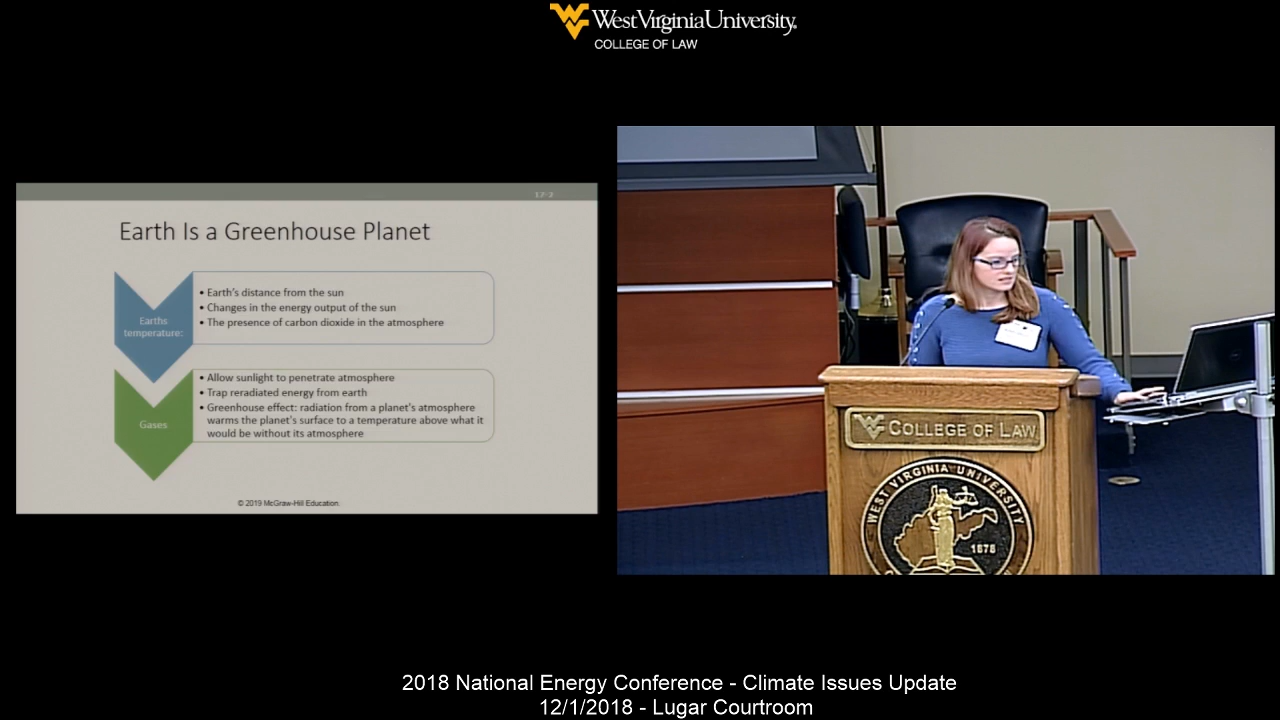 West Virginia University®
COLLEGE OF LAW
17-2
Earth Is a Greenhouse Planet
Earths
temperature:
• Earth's distance from the sun
• Changes in the energy output of the sun
• The presence of carbon dioxide in the atmosphere
Gases
• Allow sunlight to penetrate atmosphere
• Trap reradiated energy from earth
• Greenhouse effect: radiation from a planet's atmosphere
warms the planet's surface to a temperature above what it
would be without its atmosphere
© 2019 McGraw-Hill Education
COLLEGE OF LAW
WEST VIRGINIA UNIVERSITY
1878
2018 National Energy Conference - Climate Issues Update
12/1/2018 - Lugar Courtroom